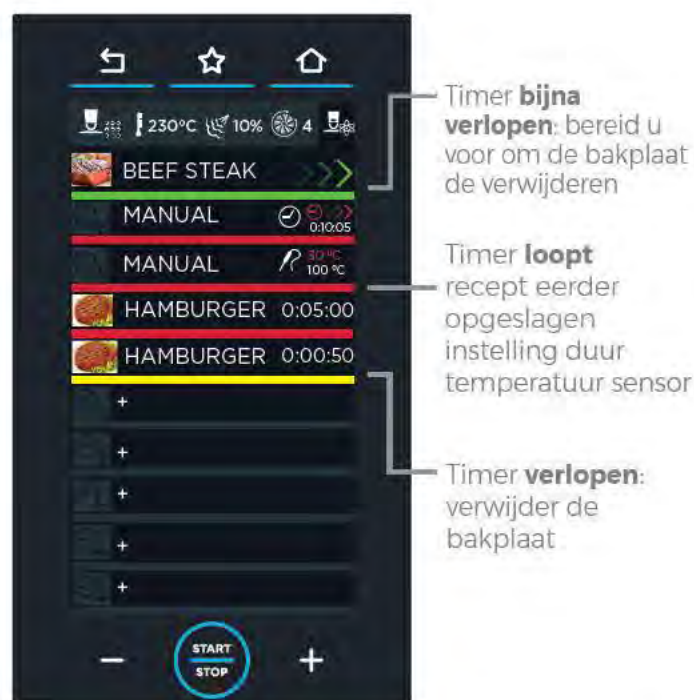 230°C 10% 4
BEEF STEAK
MANUAL
0:10:05
MANUAL 30 °C
100 °C
HAMBURGER 0:05:00
HAMBURGER 0:00:50
+
+
+
+
+
START
STOP
Timer bijna
verlopen: bereid u
voor om de bakplaat
de verwijderen
Timer loopt
recept eerder
opgeslagen
instelling duur
temperatuur sensor
Timer verlopen:
verwijder de
bakplaat